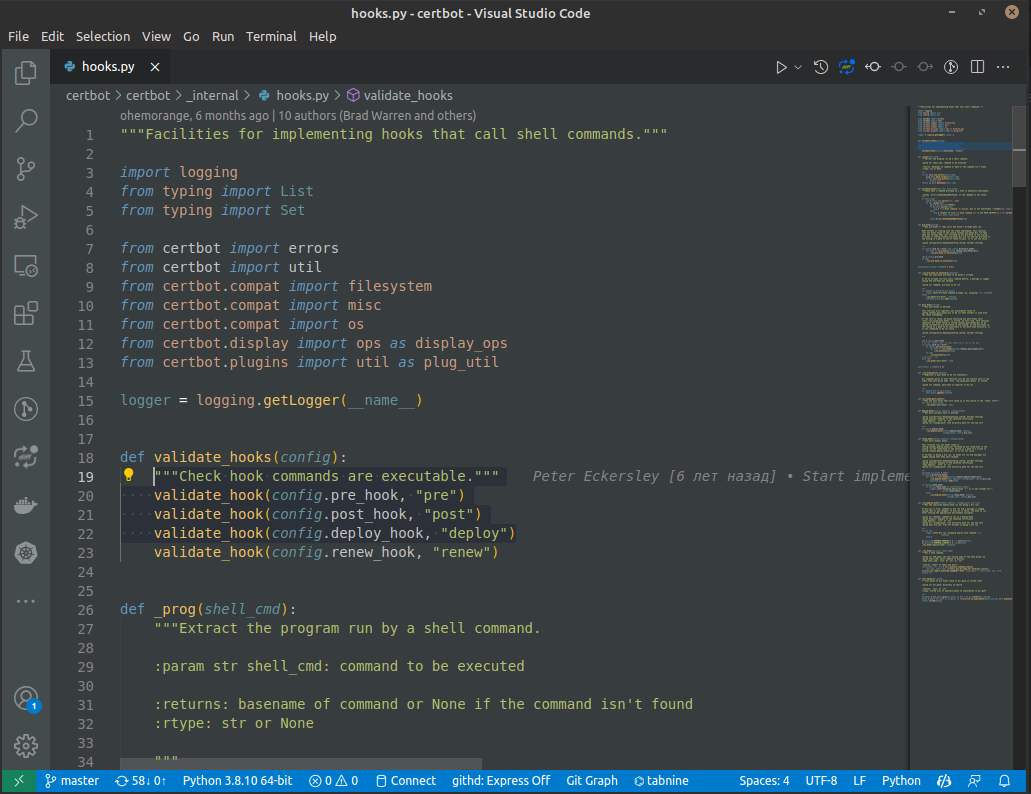 hooks.py - certbot - Visual Studio Code
File Edit Selection View Go Run Terminal Help
hooks.py
certbot > certbot > _internal > hooks.py > validate_hooks
ohemorange, 6 months ago | 10 authors (Brad Warren and others)
1 """Facilities for implementing hooks that call shell commands."""
2
3 import logging
4 from typing import List
5 from typing import Set
6
7 from certbot import errors
8 from certbot import util
9 from certbot.compat import filesystem
10 from certbot.compat import misc
11 from certbot.compat import os
12 from certbot.display import ops as display_ops
13 from certbot.plugins import util as plug_util
14
15 logger = logging.getLogger(__name__)
16
17
18 def validate_hooks(config):
19 """Check hook commands are executable.""" Peter Eckersley [6 лет назад] • Start impleme
20 validate_hook(config.pre_hook, "pre")
21 validate_hook(config.post_hook, "post")
22 validate_hook(config.deploy_hook, "deploy")
23 validate_hook(config.renew_hook, "renew")
24
25
26 def _prog(shell_cmd):
27 """Extract the program run by a shell command.
28
29 :param str shell_cmd: command to be executed
30
31 :returns: basename of command or None if the command isn't found
32 :rtype: str or None
33
34 """
1
master 58↓ 0↑ Python 3.8.10 64-bit 0 0 Connect githd: Express Off Git Graph tabnine Spaces: 4 UTF-8 LF Python